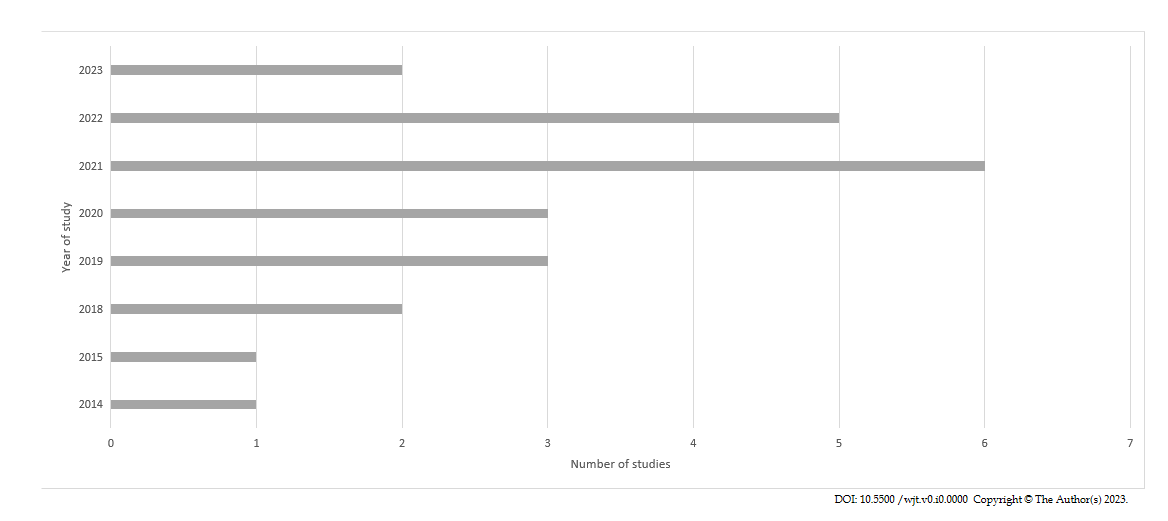 2023
2022
2021
2020
2019
2018
2015
2014
Year of study
0 1 2 3 4 5 6 7
Number of studies
DOI: 10.5500 /wjt.v0.i0.0000 Copyright © The Author(s) 2023.